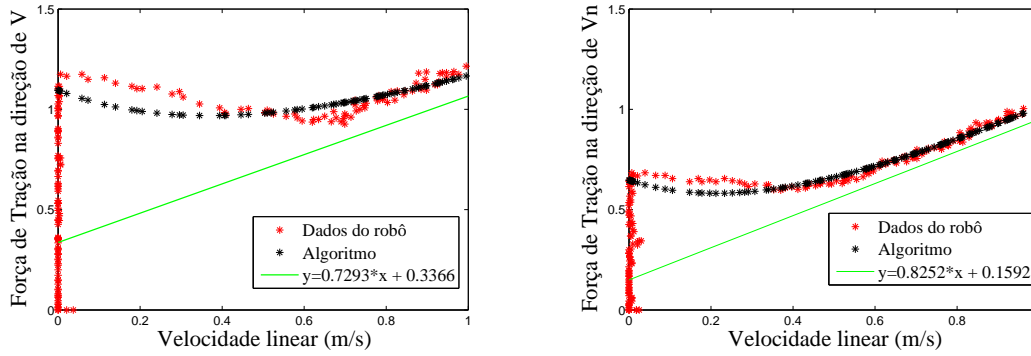 Força de Tração na direção de V
1.5
1
0.5
0
0
0.2
0.4
0.6
0.8
1
Velocidade linear (m/s)
Dados do robô
Algoritmo
y=0.7293*x + 0.3366
Força de Tração na direção de Vn
1.5
1
0.5
0
0
0.2
0.4
0.6
0.8
Velocidade linear (m/s)
Dados do robô
Algoritmo
y=0.8252*x + 0.1592